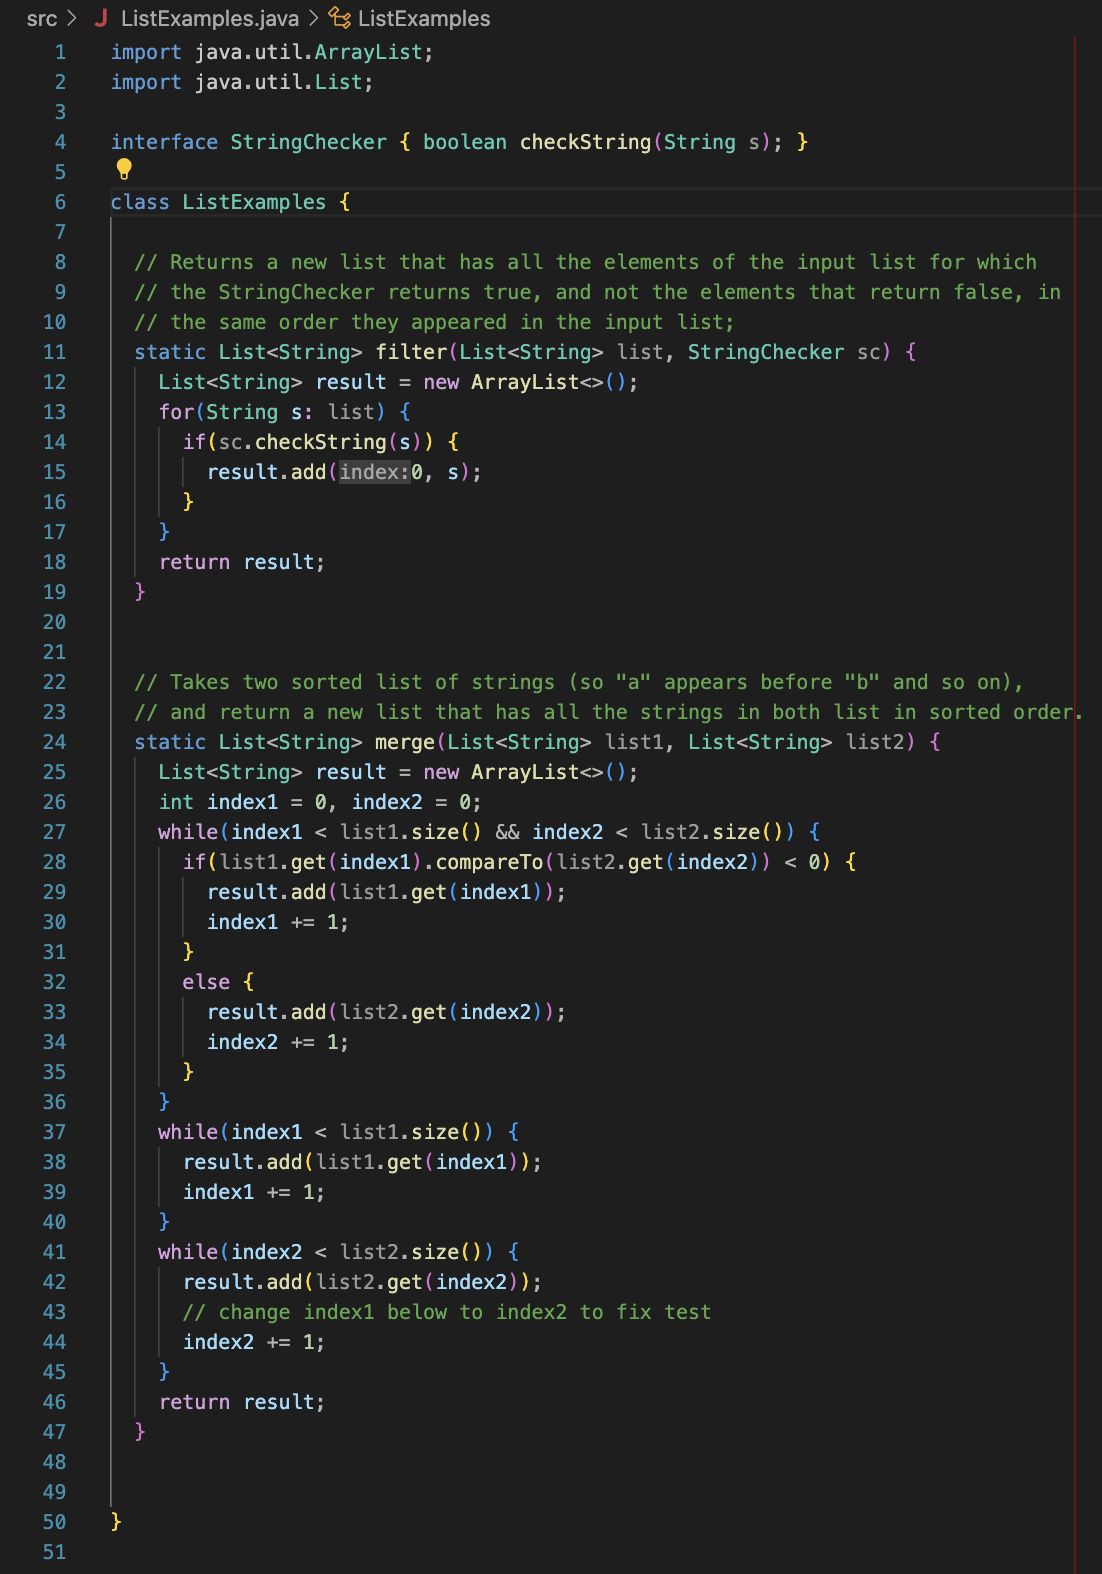 src > J ListExamples.java > ListExamples
1 import java.util.ArrayList;
2 import java.util.List;
3
4 interface StringChecker { boolean checkString(String s); }
5
6 class ListExamples {
7
8   // Returns a new list that has all the elements of the input list for which
9   // the StringChecker returns true, and not the elements that return false, in
10   // the same order they appeared in the input list;
11   static List<String> filter(List<String> list, StringChecker sc) {
12     List<String> result = new ArrayList<>();
13     for(String s: list) {
14       if(sc.checkString(s)) {
15         result.add(index:0, s);
16       }
17     }
18     return result;
19   }
20
21
22   // Takes two sorted list of strings (so "a" appears before "b" and so on),
23   // and return a new list that has all the strings in both list in sorted order.
24   static List<String> merge(List<String> list1, List<String> list2) {
25     List<String> result = new ArrayList<>();
26     int index1 = 0, index2 = 0;
27     while(index1 < list1.size() && index2 < list2.size()) {
28       if(list1.get(index1).compareTo(list2.get(index2)) < 0) {
29         result.add(list1.get(index1));
30         index1 += 1;
31       }
32       else {
33         result.add(list2.get(index2));
34         index2 += 1;
35       }
36     }
37     while(index1 < list1.size()) {
38       result.add(list1.get(index1));
39       index1 += 1;
40     }
41     while(index2 < list2.size()) {
42       result.add(list2.get(index2));
43       // change index1 below to index2 to fix test
44       index2 += 1;
45     }
46     return result;
47   }
48
49
50 }
51